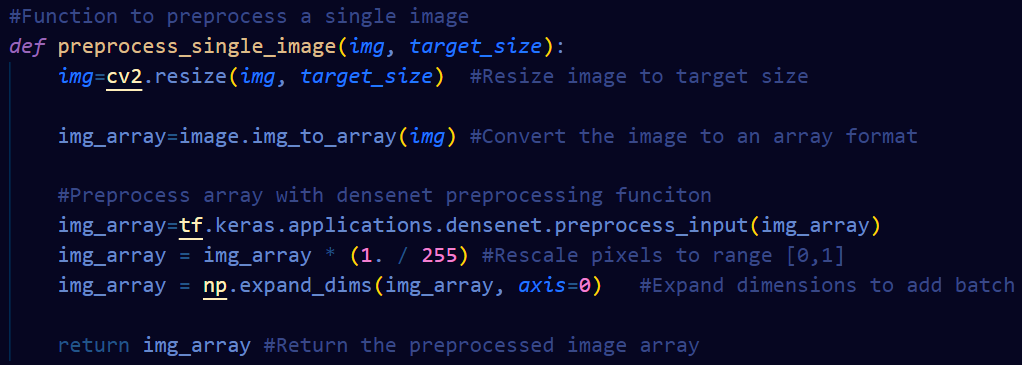 #Function to preprocess a single image
def preprocess_single_image(img, target_size):
img=cv2.resize(img, target_size)  #Resize image to target size
img_array=image.img_to_array(img) #Convert the image to an array format
#Preprocess array with densenet preprocessing funciton
img_array=tf.keras.applications.densenet.preprocess_input(img_array)
img_array = img_array * (1. / 255) #Rescale pixels to range [0,1]
img_array = np.expand_dims(img_array, axis=0)   #Expand dimensions to add batch
return img_array #Return the preprocessed image array